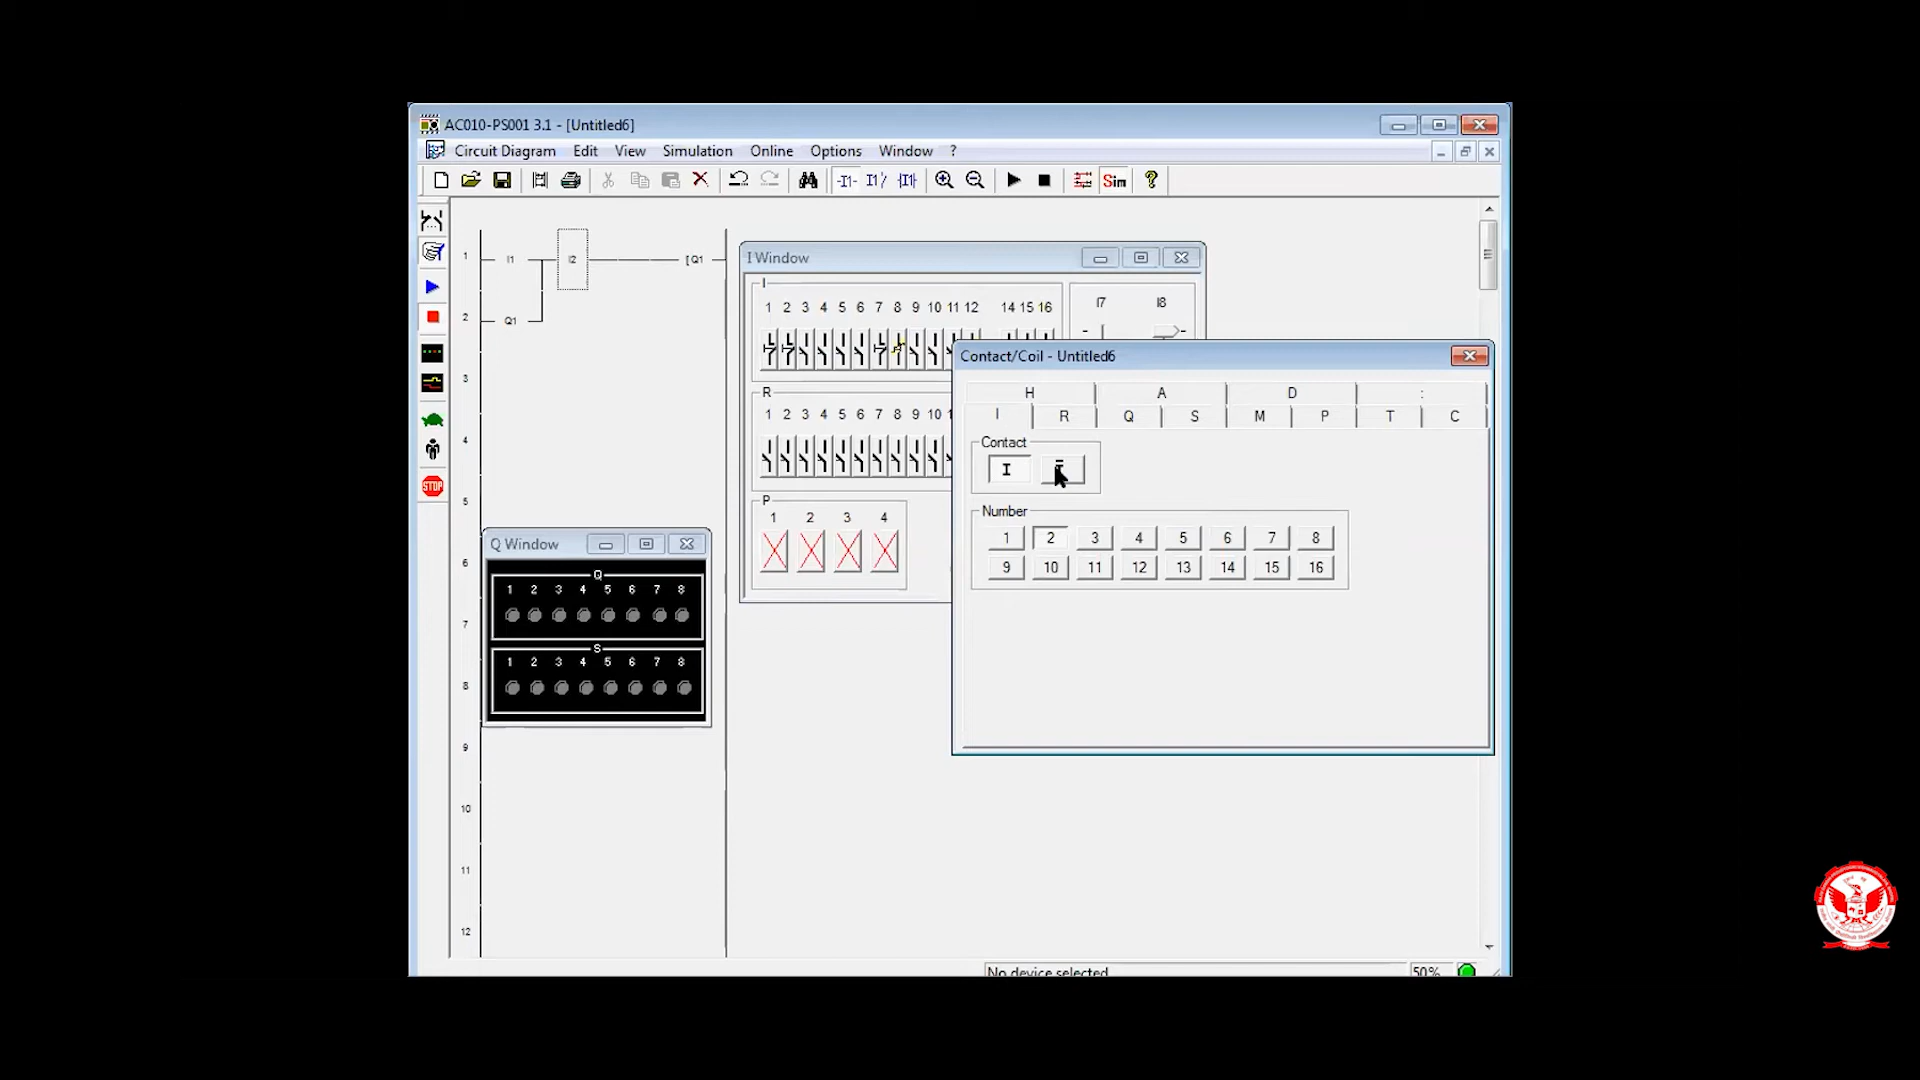 AC010-PS001 3.1 - [Untitled6]
Circuit Diagram Edit View Simulation Online Options Window ?
-I1- I1/ Sim ?
1 I1 I2 [ Q1
2 Q1
3
4
5
6
7
8
9
10
11
12
STOP
I Window
I
1 2 3 4 5 6 7 8 9 10 11 12 14 15 16
I7 I8
R
1 2 3 4 5 6 7 8 9 10 1
P
1 2 3 4
Q Window
Q
1 2 3 4 5 6 7 8
S
1 2 3 4 5 6 7 8
Contact/Coil - Untitled6
H A D :
I R Q S M P T C
Contact
I
Number
1 2 3 4 5 6 7 8
9 10 11 12 13 14 15 16
No device selected
50%